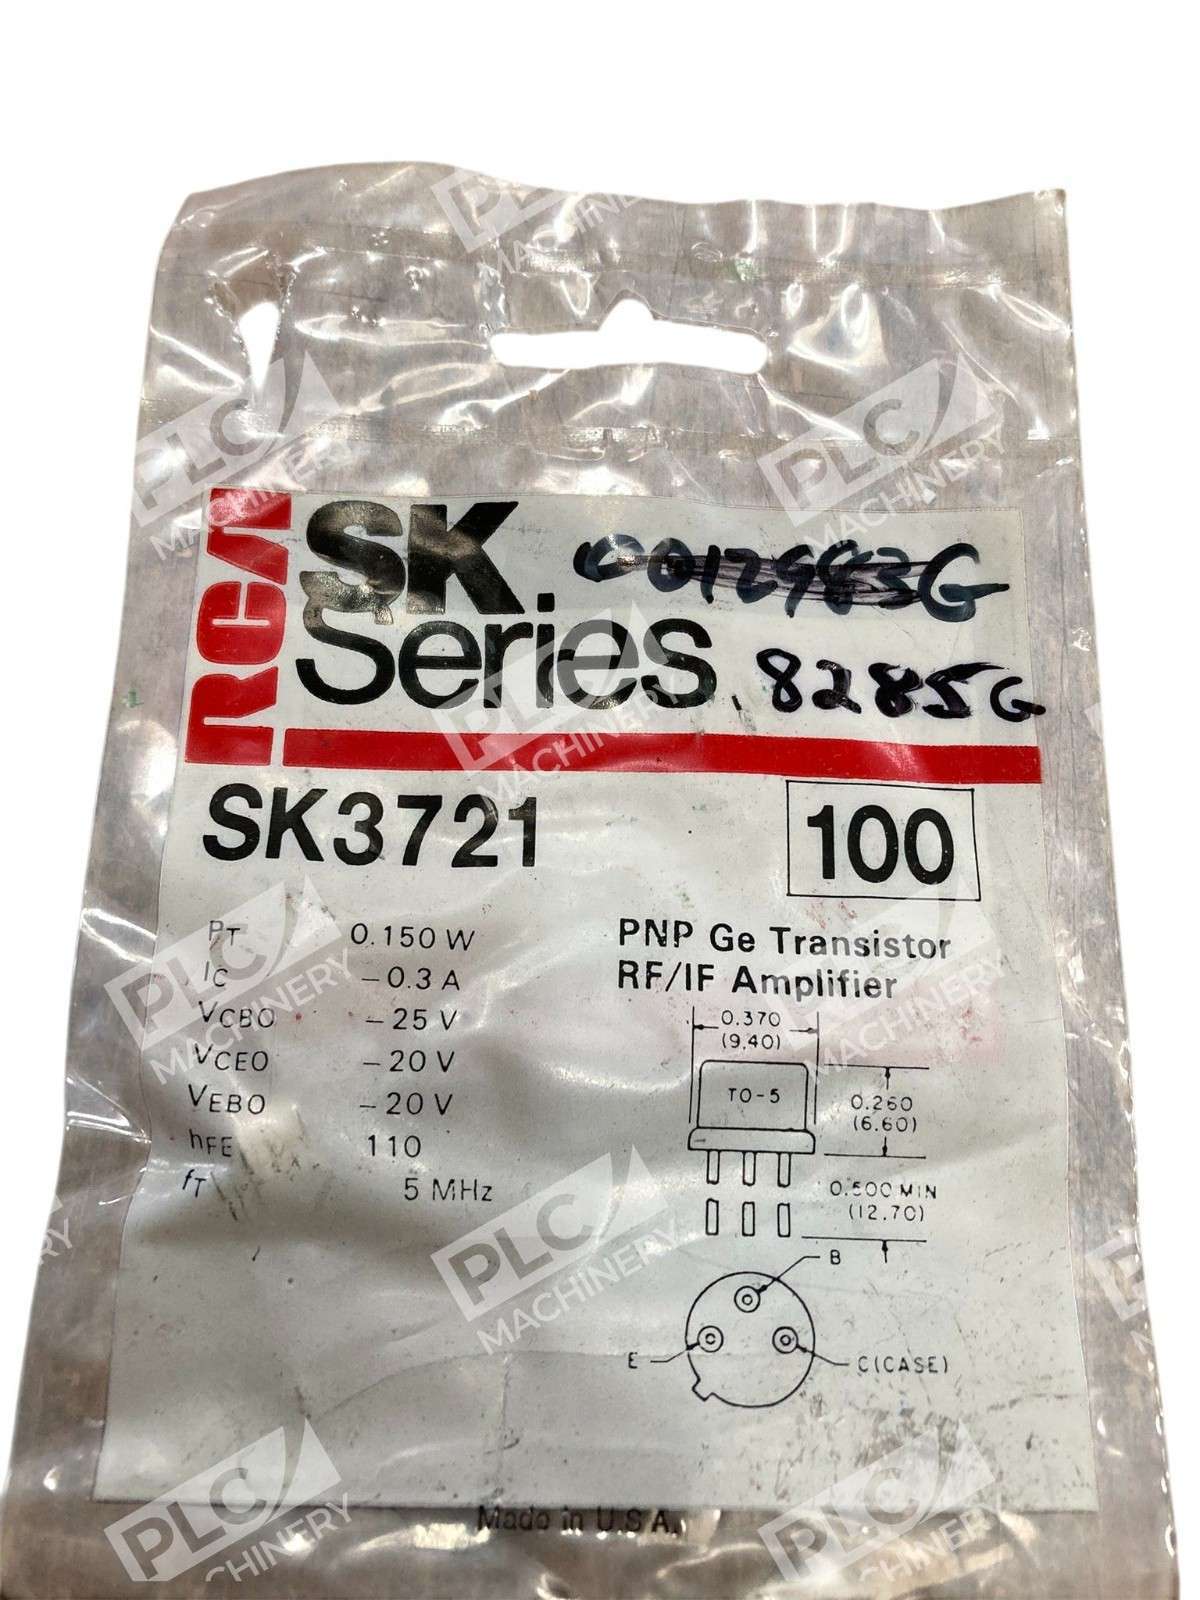 RCA
SK
Series
8285G
SK3721
100
PT 0.150 W
IC -0.3 A
VCBO -25 V
VCEO -20 V
VEBO -20 V
hFE 110
fT 5 MHz
PNP Ge Transistor
RF/IF Amplifier
0.370
(9.40)
TO-5
0.260
(6.60)
0.500 MIN
(12.70)
B
E
C(CASE)
Made in U.S.A.
PLC
MACHINERY